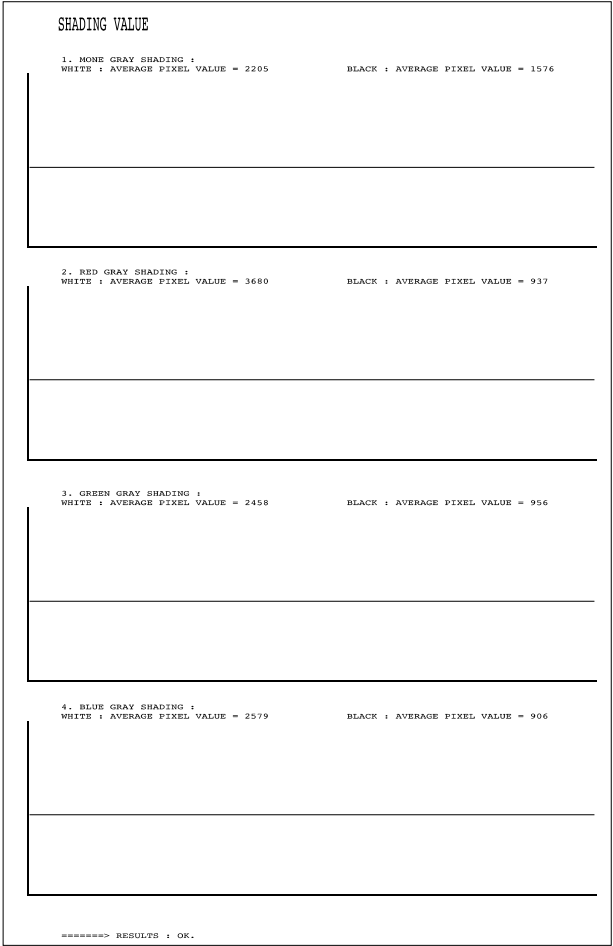 SHADING VALUE
1. MONE GRAY SHADING :
WHITE : AVERAGE PIXEL VALUE = 2205 BLACK : AVERAGE PIXEL VALUE = 1576
2. RED GRAY SHADING :
WHITE : AVERAGE PIXEL VALUE = 3680 BLACK : AVERAGE PIXEL VALUE = 937
3. GREEN GRAY SHADING :
WHITE : AVERAGE PIXEL VALUE = 2458 BLACK : AVERAGE PIXEL VALUE = 956
4. BLUE GRAY SHADING :
WHITE : AVERAGE PIXEL VALUE = 2579 BLACK : AVERAGE PIXEL VALUE = 906
=======> RESULTS : OK.